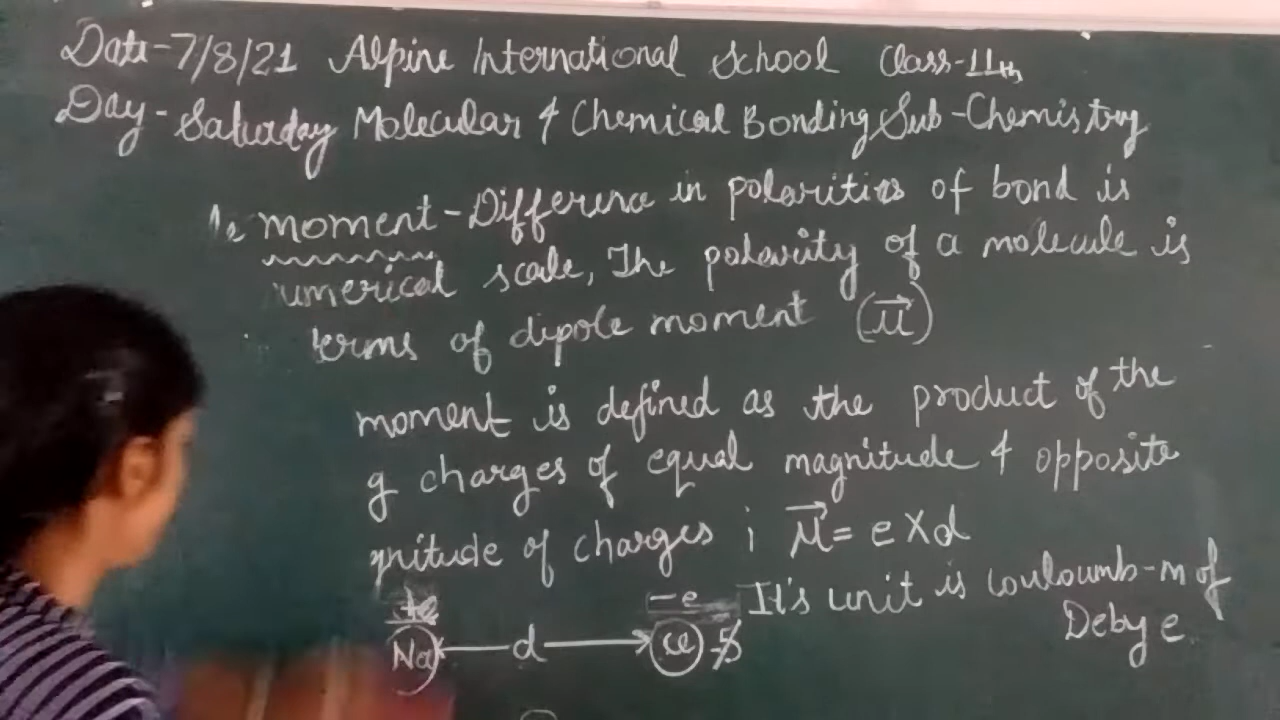 Date-7/8/21 Alpine International School Class-11th
Day-Saturday Molecular & Chemical Bonding Sub-Chemistry
moment-Difference in polarities of bond is
umerical scale, The polarity of a molecule is
terms of dipole moment (μ⃗)
moment is defined as the product of the
g charges of equal magnitude & opposite
gnitude of charges ; μ⃗ = e x d
+e -e It's unit is couloumb-m of
Na d Cl Debye